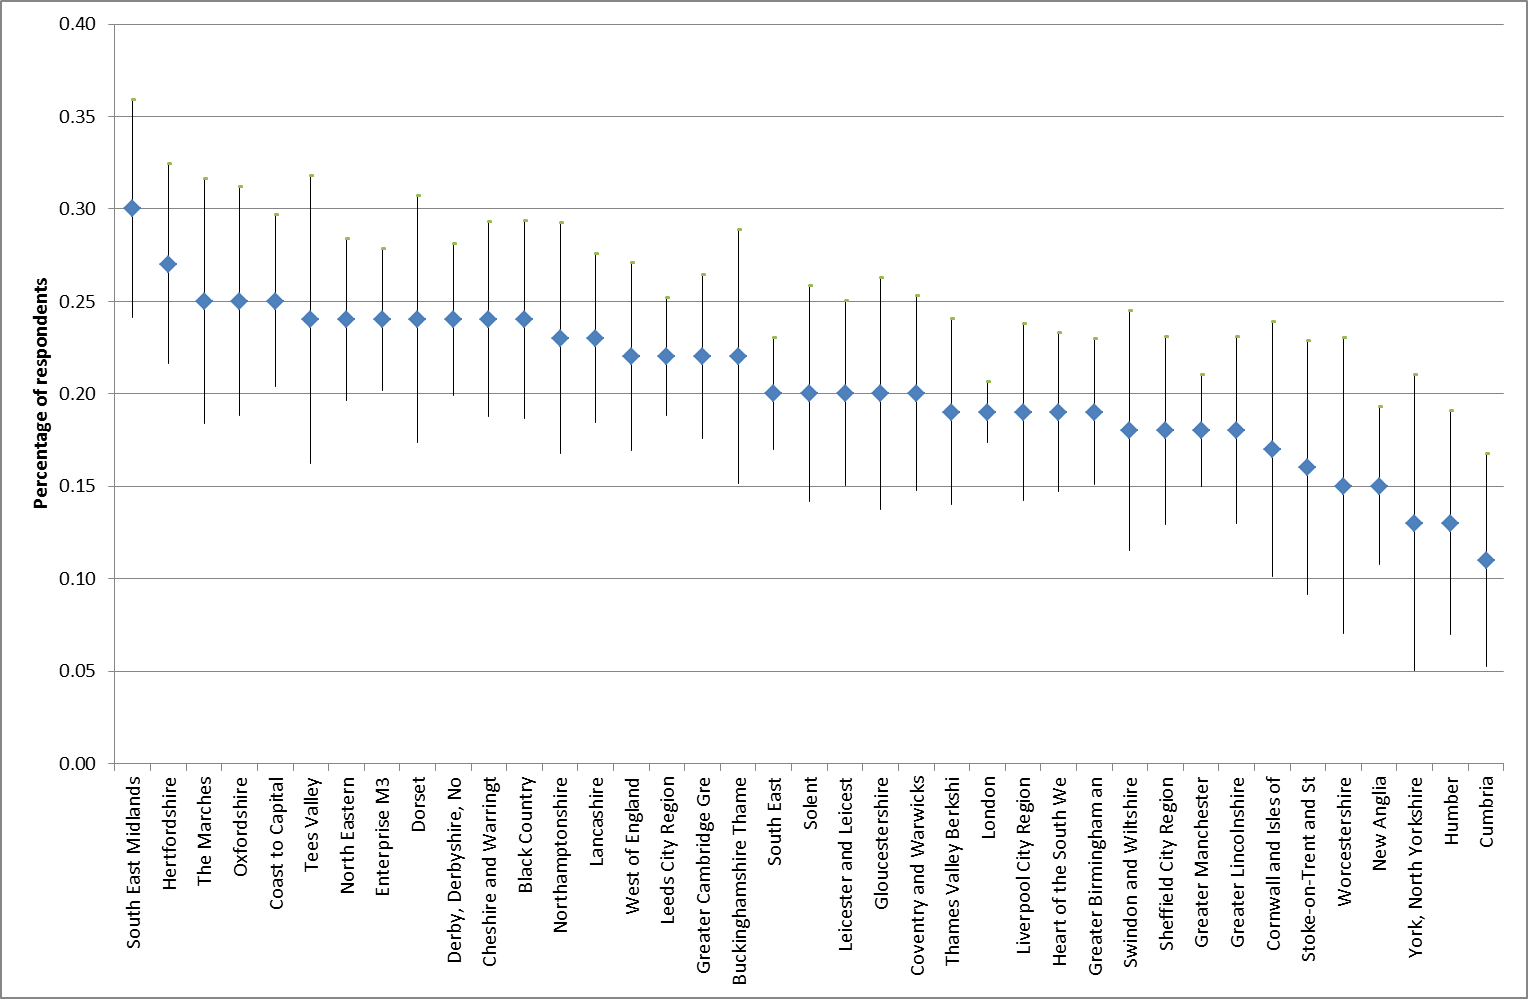 0.40
0.35
0.30
0.25
0.20
0.15
0.10
0.05
0.00
Percentage of respondents
South East Midlands
Hertfordshire
The Marches
Oxfordshire
Coast to Capital
Tees Valley
North Eastern
Enterprise M3
Dorset
Derby, Derbyshire, No
Cheshire and Warringt
Black Country
Northamptonshire
Lancashire
West of England
Leeds City Region
Greater Cambridge Gre
Buckinghamshire Thame
South East
Solent
Leicester and Leicest
Gloucestershire
Coventry and Warwicks
Thames Valley Berkshi
London
Liverpool City Region
Heart of the South We
Greater Birmingham an
Swindon and Wiltshire
Sheffield City Region
Greater Manchester
Greater Lincolnshire
Cornwall and Isles of
Stoke-on-Trent and St
Worcestershire
New Anglia
York, North Yorkshire
Humber
Cumbria